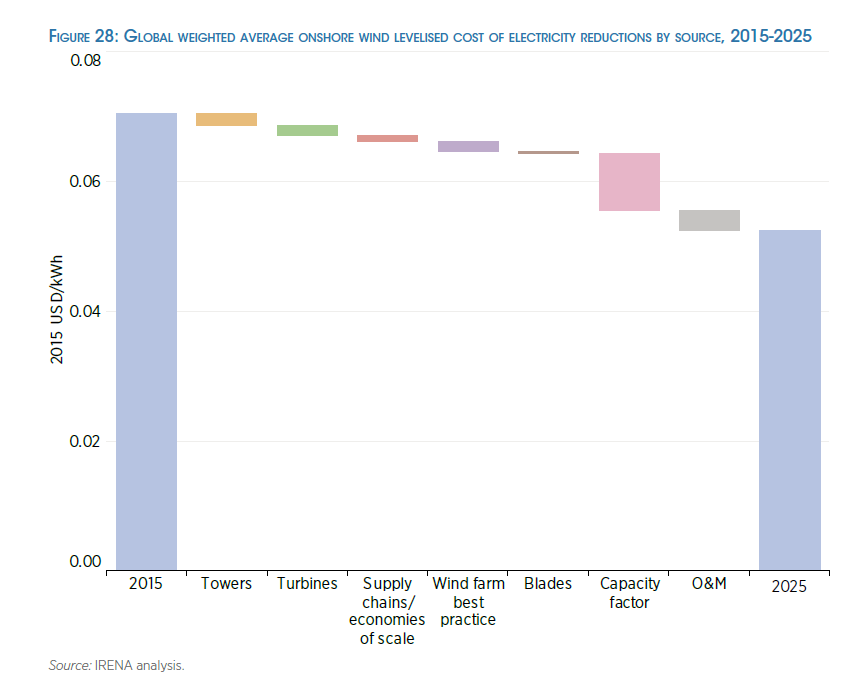 Figure 28: Global weighted average onshore wind levelised cost of electricity reductions by source, 2015-2025
0.08
0.06
0.04
0.02
0.00
2015 USD/kWh
2015
Towers
Turbines
Supply
chains/
economies
of scale
Wind farm
best
practice
Blades
Capacity
factor
O&M
2025
Source: IRENA analysis.